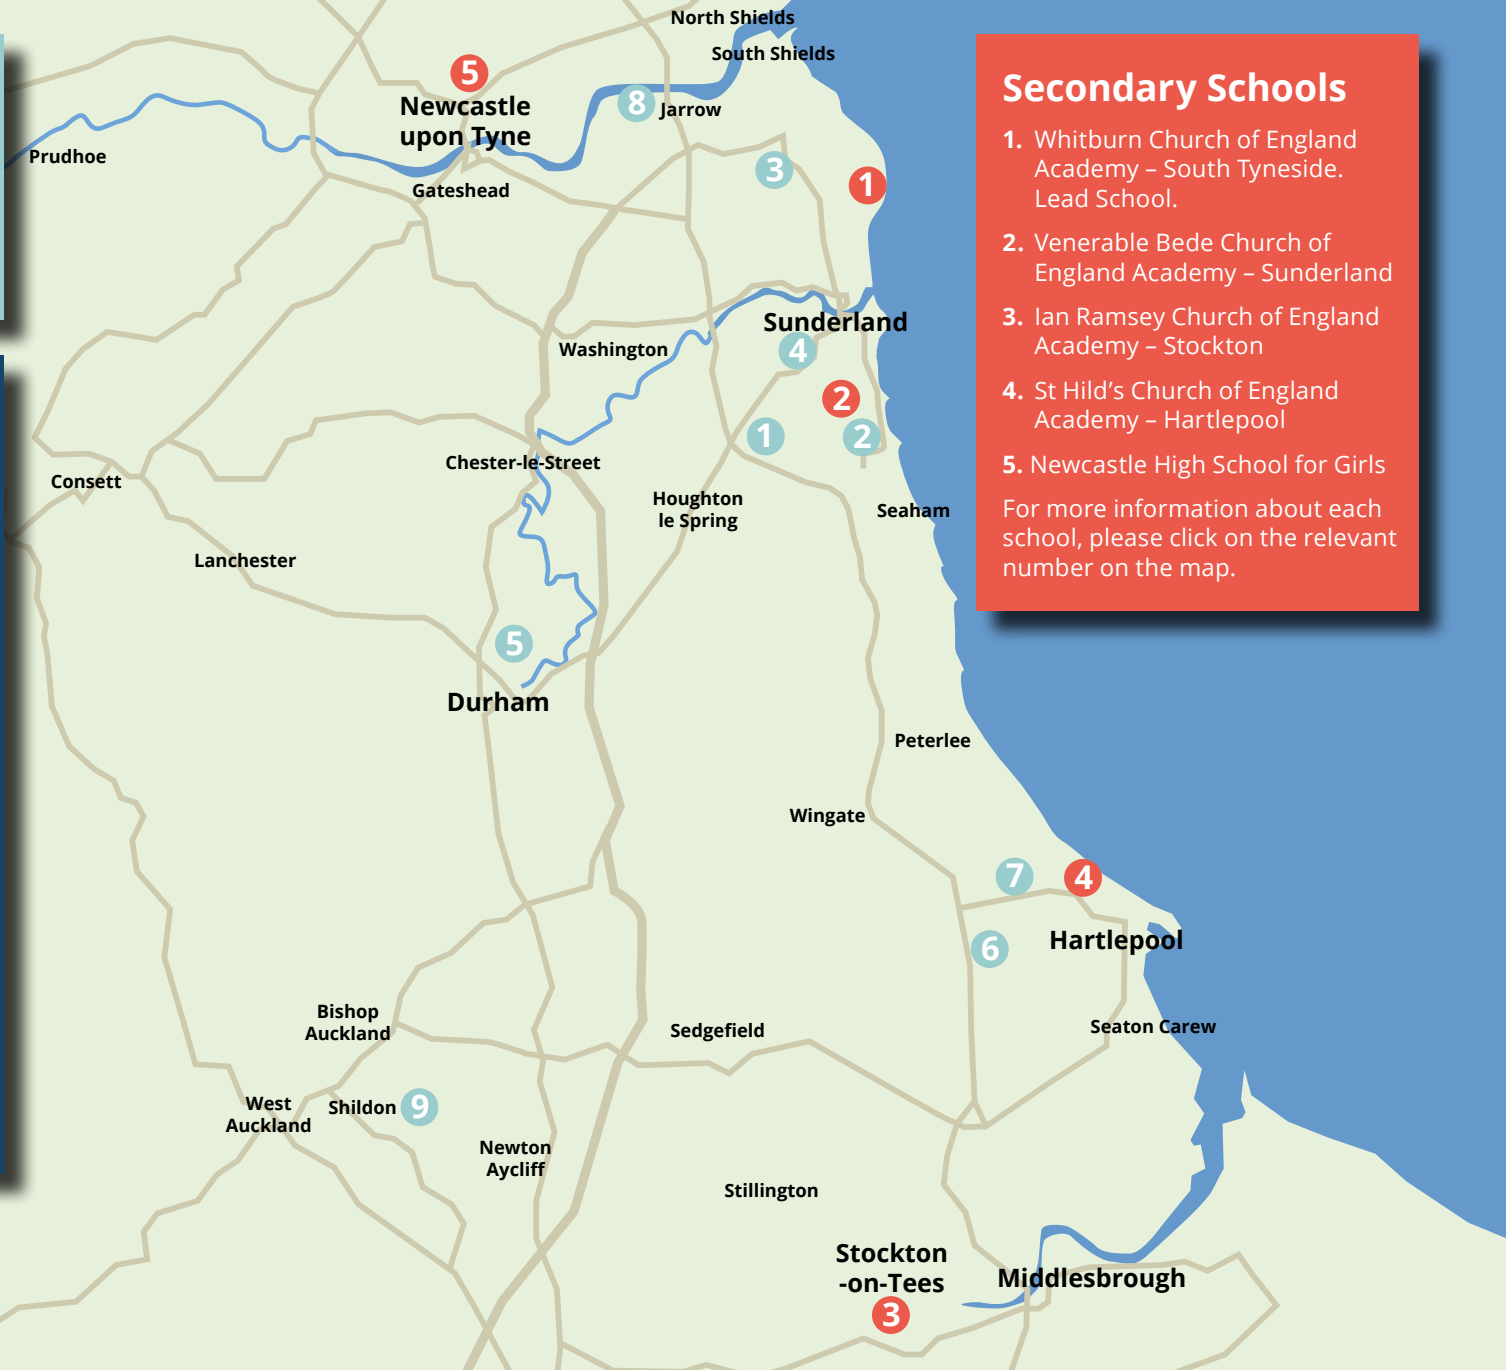 North Shields
South Shields
5
Newcastle
upon Tyne
8
Jarrow
Prudhoe
3
1
Gateshead
Sunderland
Washington
4
2
1
2
Chester-le-Street
Consett
Houngton
le Spring
Seaham
Lanchester
5
Durham
Peterlee
Wingate
7
4
6
Hartlepool
Bishop
Auckland
Sedgefield
Seaton Carew
West
Auckland
Shildon
9
Newton
Aycliff
Stillington
Stockton
-on-Tees
Middlesbrough
3
Secondary Schools
1. Whitburn Church of England
Academy – South Tyneside.
Lead School.
2. Venerable Bede Church of
England Academy – Sunderland
3. Ian Ramsey Church of England
Academy – Stockton
4. St Hild’s Church of England
Academy – Hartlepool
5. Newcastle High School for Girls
For more information about each
school, please click on the relevant
number on the map.